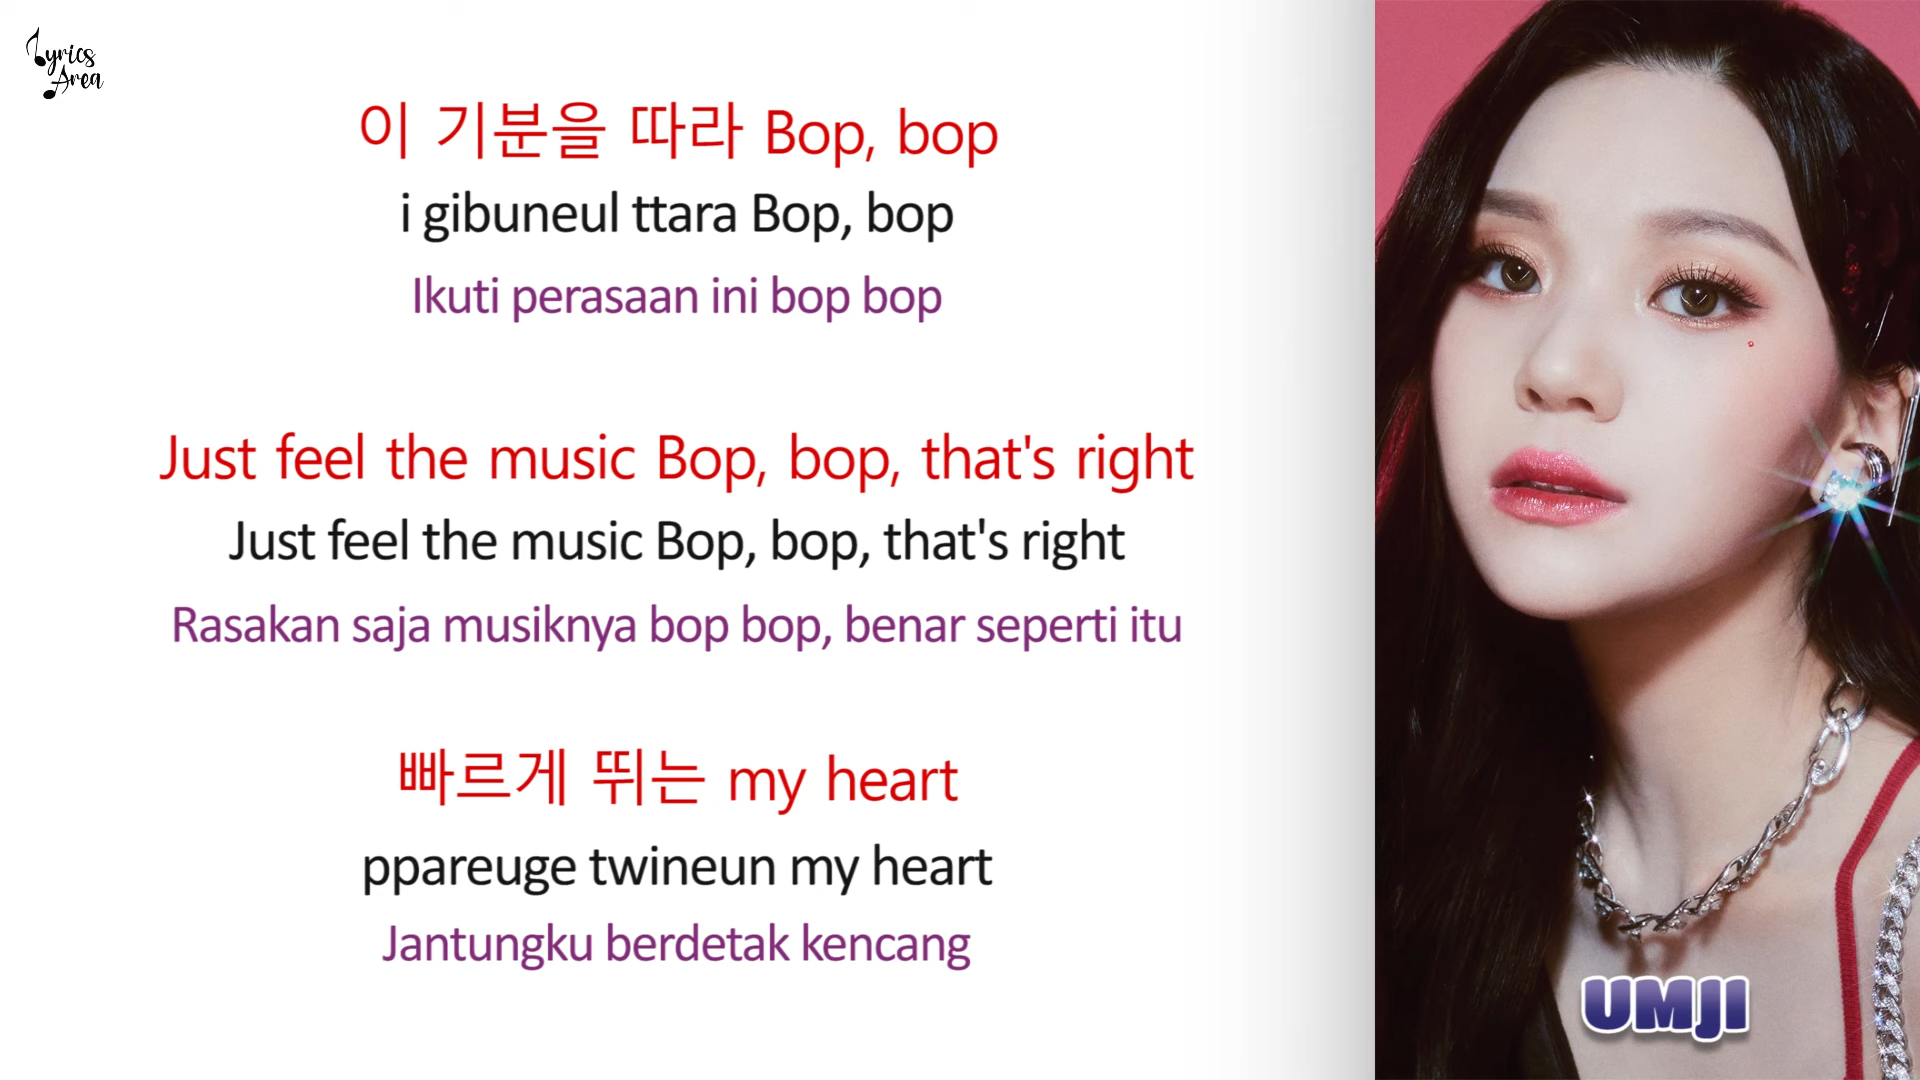 Lyrics
Area
이 기분을 따라 Bop, bop
i gibuneul ttara Bop, bop
Ikuti perasaan ini bop bop
Just feel the music Bop, bop, that's right
Just feel the music Bop, bop, that's right
Rasakan saja musiknya bop bop, benar seperti itu
빠르게 뛰는 my heart
ppareuge twineun my heart
Jantungku berdetak kencang
UMJI